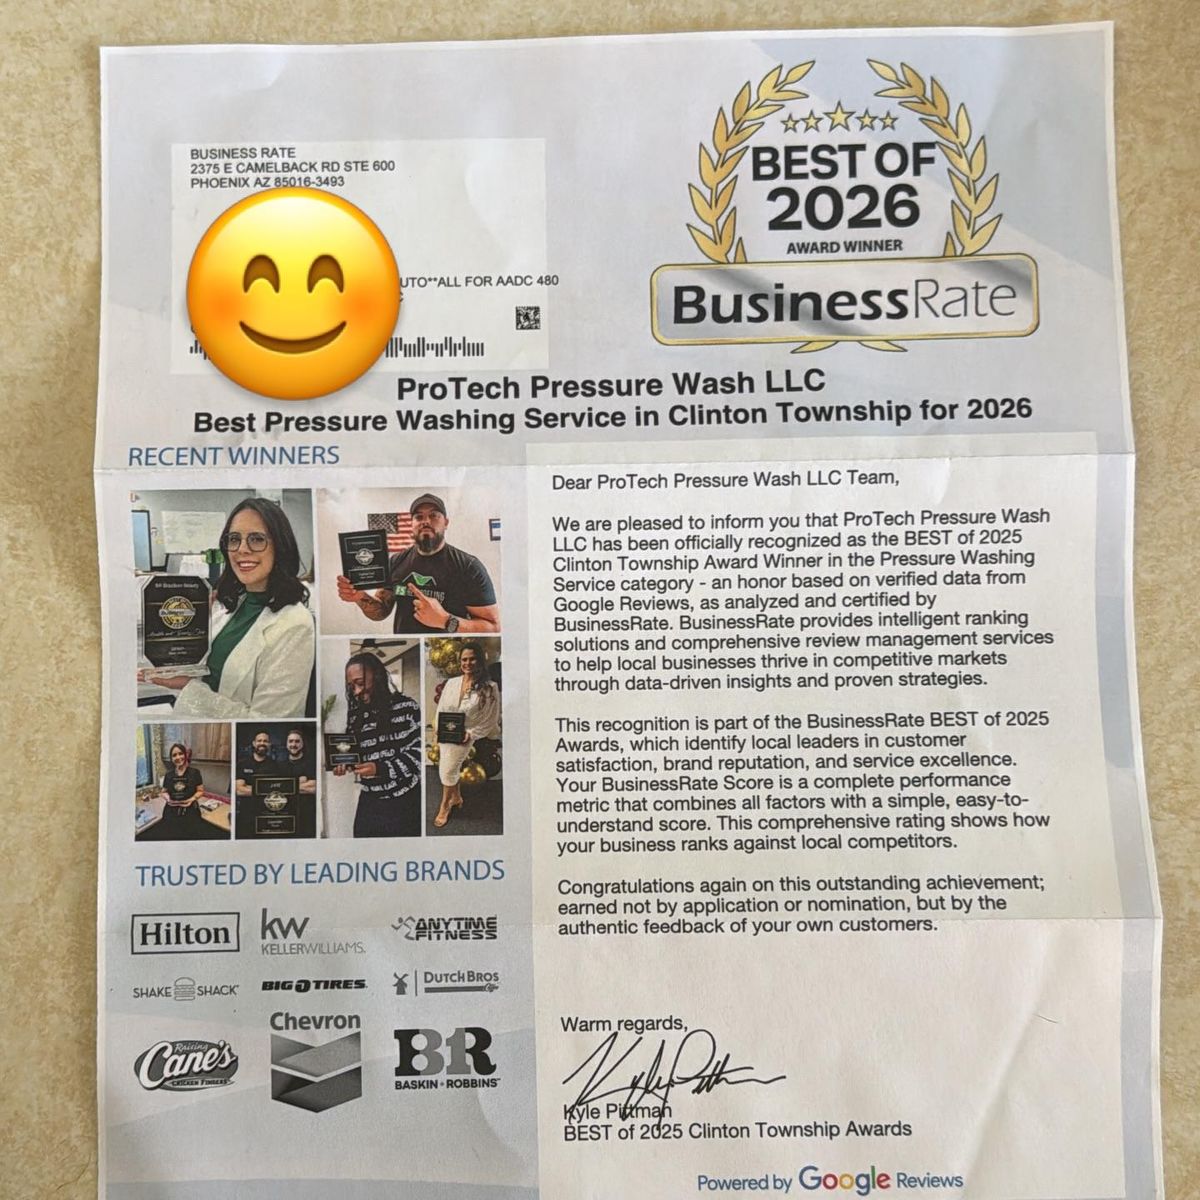 BUSINESS RATE
2375 E CAMELBACK RD STE 600
PHOENIX AZ 85016-3493
UTO**ALL FOR AADC 480
C
BEST OF
2026
AWARD WINNER
BusinessRate
ProTech Pressure Wash LLC
Best Pressure Washing Service in Clinton Township for 2026
RECENT WINNERS
Dear ProTech Pressure Wash LLC Team,
We are pleased to inform you that ProTech Pressure Wash
LLC has been officially recognized as the BEST of 2025
Clinton Township Award Winner in the Pressure Washing
Service category - an honor based on verified data from
Google Reviews, as analyzed and certified by
BusinessRate. BusinessRate provides intelligent ranking
solutions and comprehensive review management services
to help local businesses thrive in competitive markets
through data-driven insights and proven strategies.
This recognition is part of the BusinessRate BEST of 2025
Awards, which identify local leaders in customer
satisfaction, brand reputation, and service excellence.
Your BusinessRate Score is a complete performance
metric that combines all factors with a simple, easy-to-
understand score. This comprehensive rating shows how
your business ranks against local competitors.
Congratulations again on this outstanding achievement;
earned not by application or nomination, but by the
authentic feedback of your own customers.
Warm regards,
Kyle Pittman
Kyle Pittman
BEST of 2025 Clinton Township Awards
Powered by Google Reviews
TRUSTED BY LEADING BRANDS
Hilton
kw
KELLERWILLIAMS.
ANYTIME
FITNESS
SHAKE SHACK
BIG O TIRES
DUTCH BROS
Coffee
Raising
Cane's
CHICKEN FINGERS
Chevron
BR
BASKIN ROBBINS